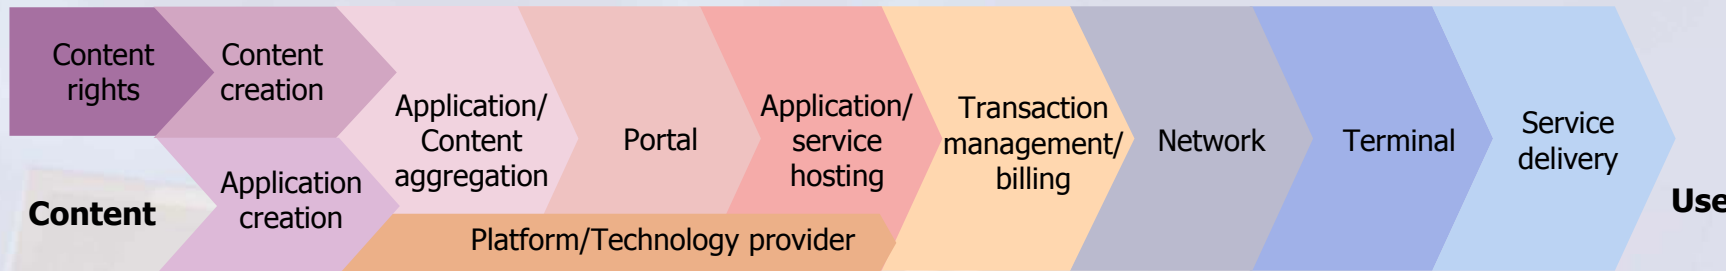 Content
rights
Content
creation
Application/
Content
aggregation
Portal
Application/
service
hosting
Transaction
management/
billing
Network
Terminal
Service
delivery
Application
creation
Content
Platform/Technology provider
Use